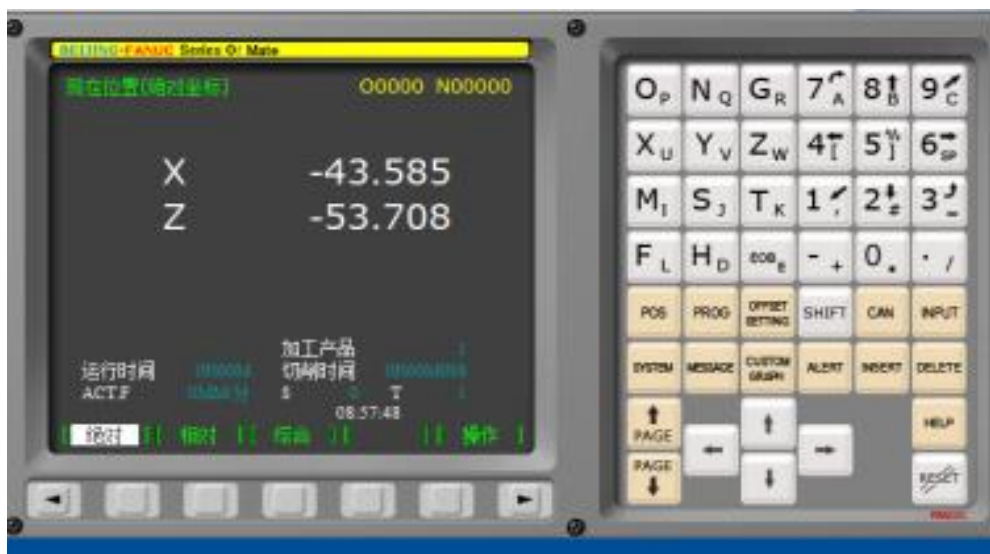 BEIJING-FANUC Series 0i Mate
现在位置(绝对坐标) O0000 N00000
X -43.585
Z -53.708
加工产品 1
运行时间 切削时间
ACTF S 0 T 1
08:57:48
[ 绝对 ][ 相对 ][ 综合 ][ ][ 操作 ]
OP NQ GR 7A 8B 9C
XU YV ZW 4[ 5] 6SP
MI SJ TK 1, 2# 3=
FL HD EOBE -+ 0* ./
POS PROG OFFSET SETTING SHIFT CAN INPUT
SYSTEM MESSAGE CUSTOM GRAPH ALERT INSERT DELETE
PAGE HELP
PAGE RESET
FANUC